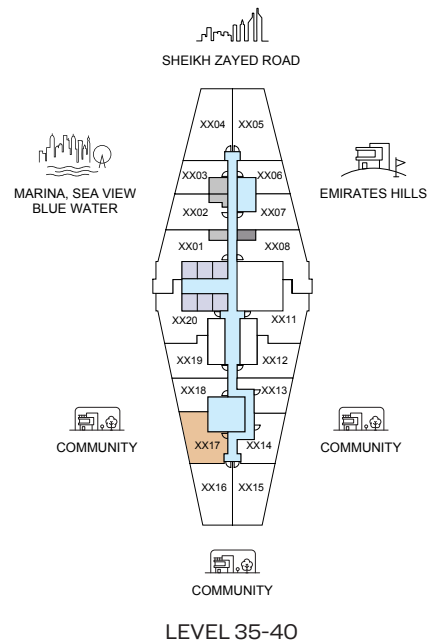 SHEIKH ZAYED ROAD
XX04 XX05
MARINA, SEA VIEW
BLUE WATER
EMIRATES HILLS
XX03 XX06
XX02 XX07
XX01 XX08
XX20 XX11
XX19 XX12
XX18 XX13
COMMUNITY
COMMUNITY
XX17 XX14
XX16 XX15
COMMUNITY
LEVEL 35-40